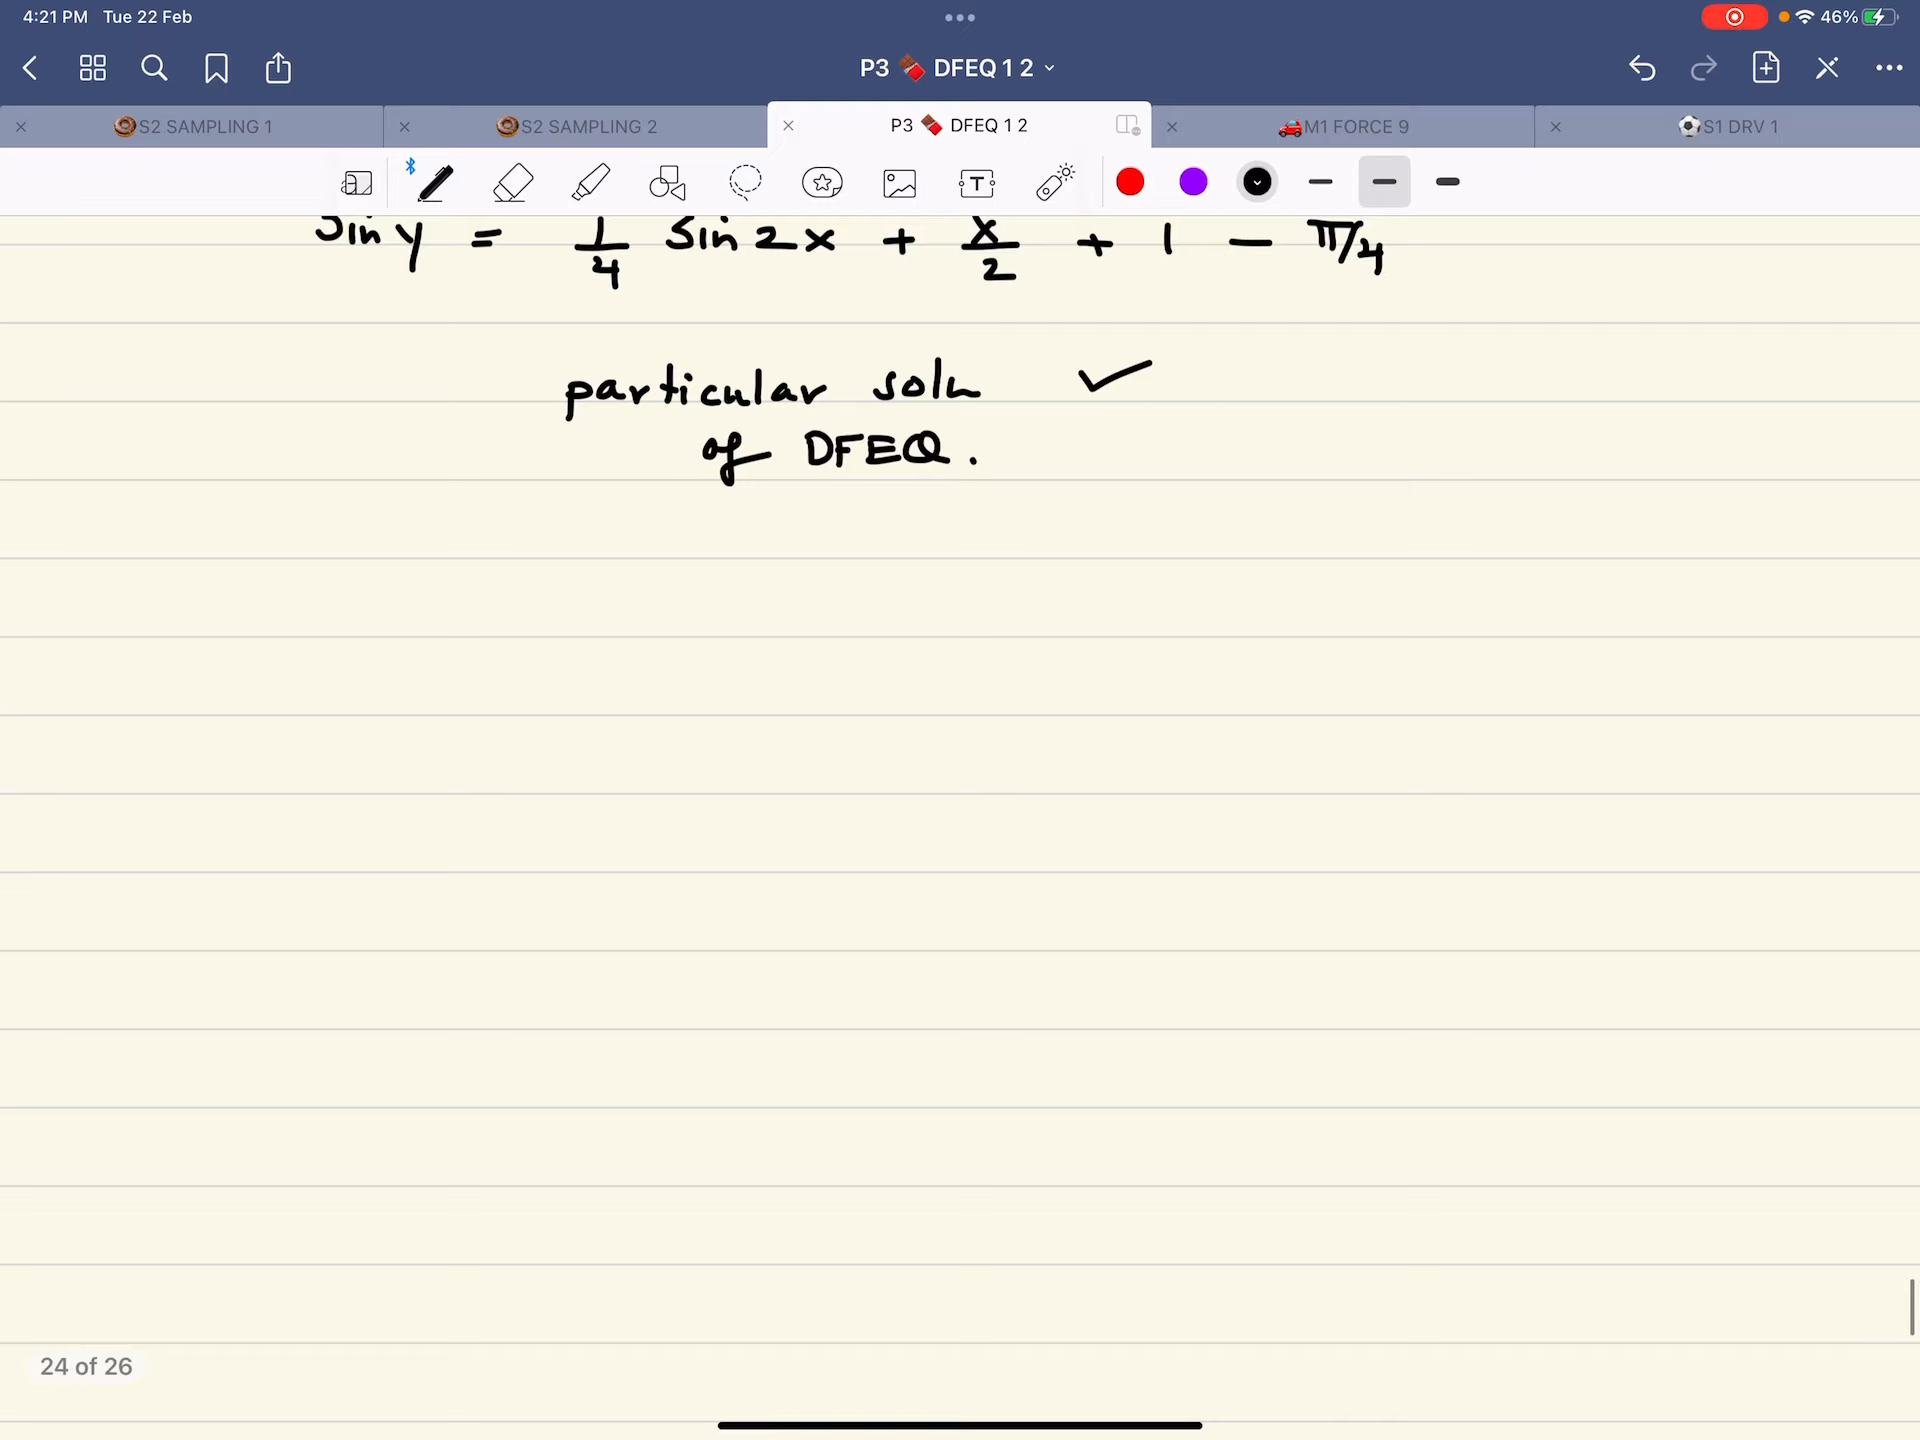 4:21 PM Tue 22 Feb
46%
P3 🍫 DFEQ 1 2
S2 SAMPLING 1
S2 SAMPLING 2
P3 🍫 DFEQ 1 2
M1 FORCE 9
S1 DRV 1
T
Sin y = 1/4 Sin 2x + x/2 + 1 − π/4
particular soln ✓
of DFEQ.
24 of 26